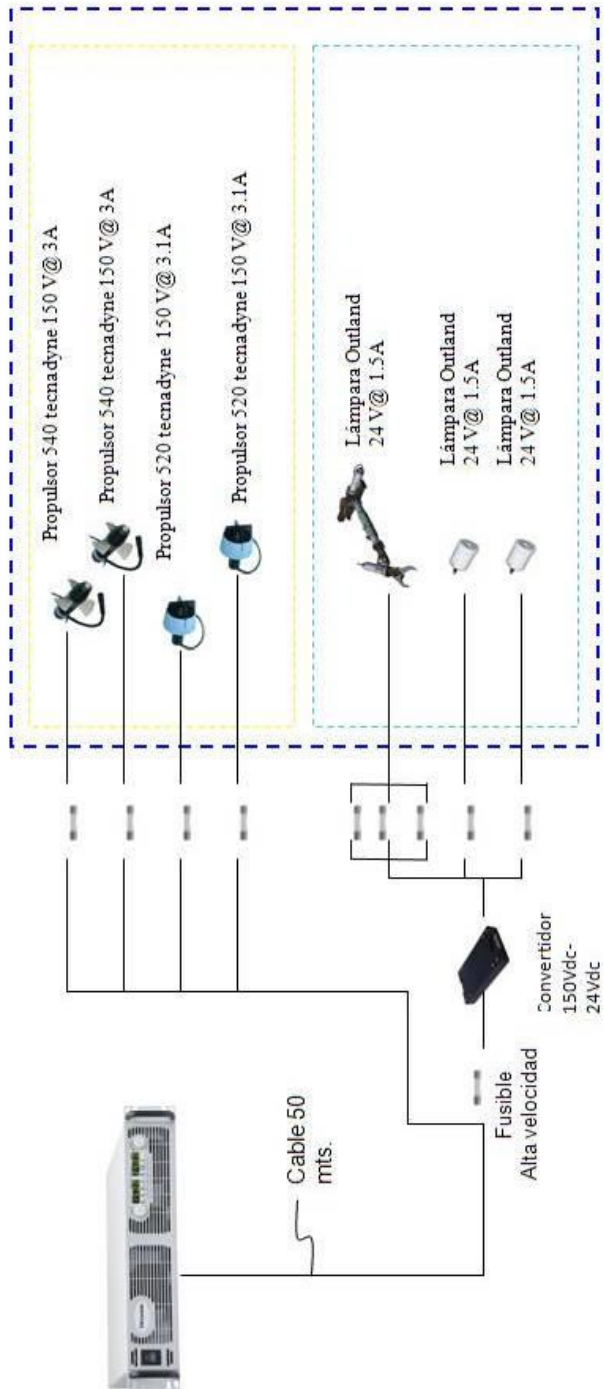 Propulsor 540 tecnadyne 150 V@ 3A
Propulsor 540 tecnadyne 150 V@ 3A
Propulsor 520 tecnadyne 150 V@ 3.1A
Propulsor 520 tecnadyne 150 V@ 3.1A
Lámpara Outland
24 V@ 1.5A
Lámpara Outland
24 V@ 1.5A
Lámpara Outland
24 V@ 1.5A
Cable 50
mts.
Fusible
Alta velocidad
Convertidor
150Vdc-
24Vdc